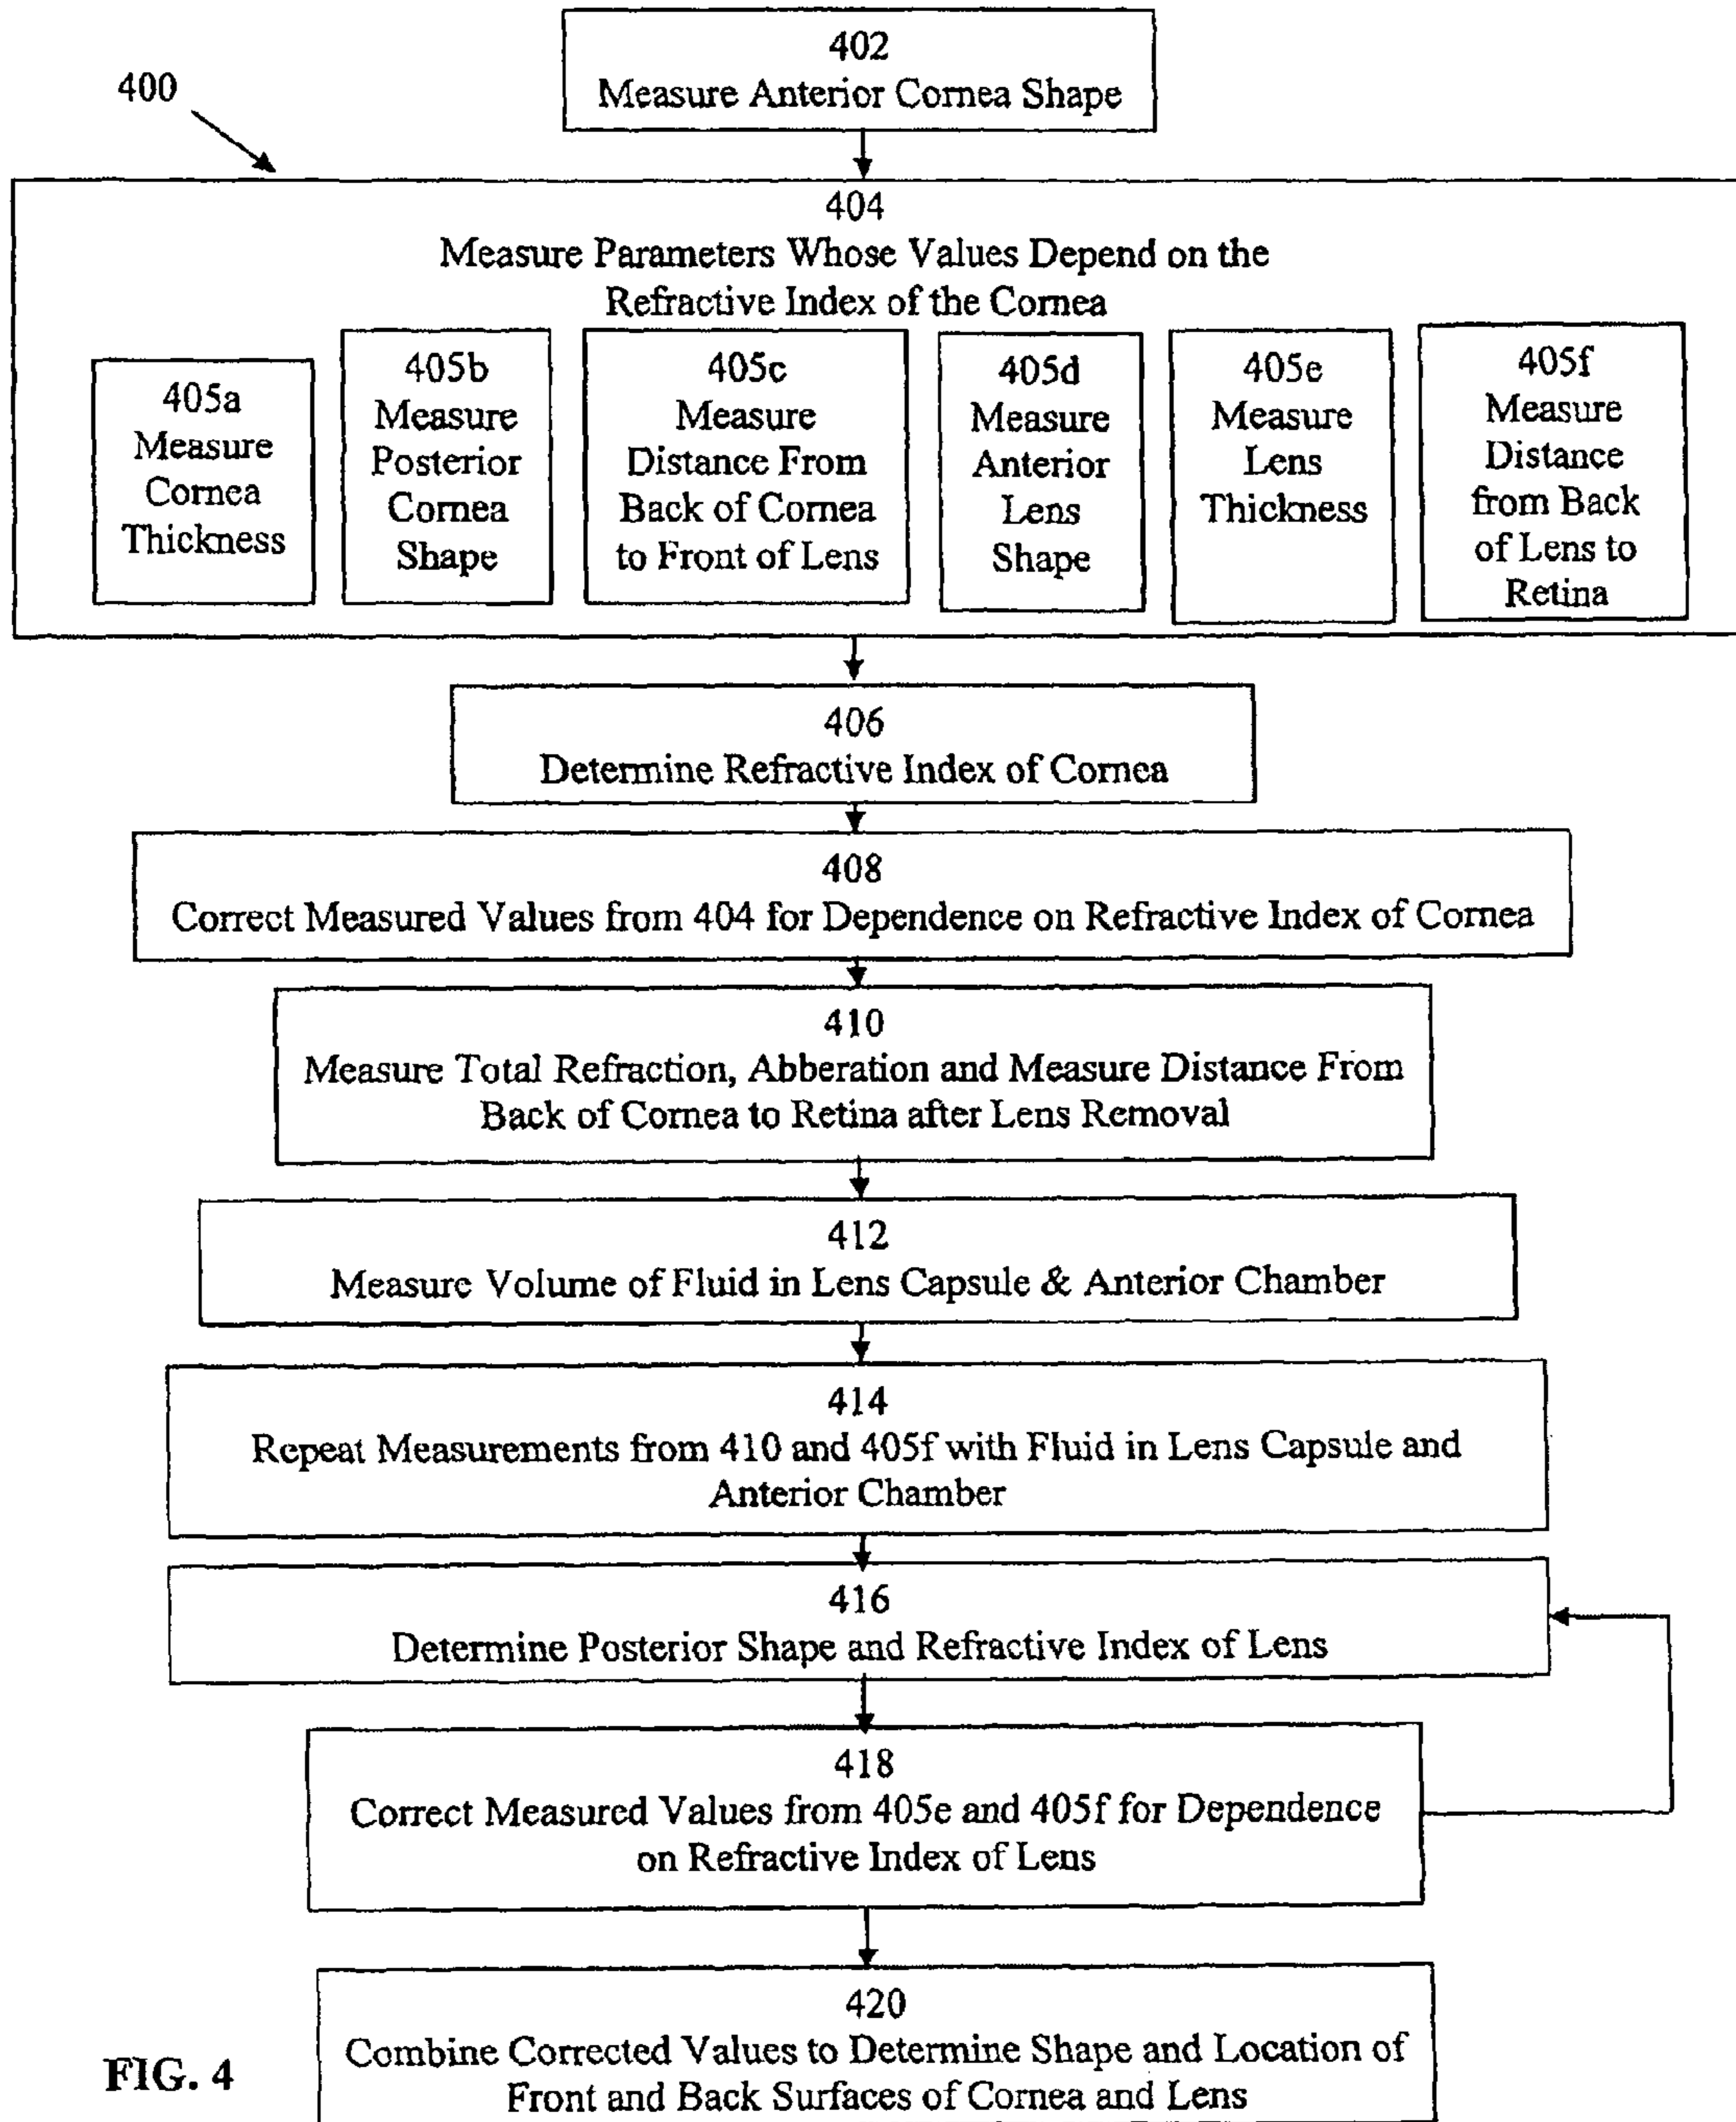 402
Measure Anterior Cornea Shape
400
404
Measure Parameters Whose Values Depend on the
Refractive Index of the Cornea
405a
Measure
Cornea
Thickness
405b
Measure
Posterior
Cornea
Shape
405c
Measure
Distance From
Back of Cornea
to Front of Lens
405d
Measure
Anterior
Lens
Shape
405e
Measure
Lens
Thickness
405f
Measure
Distance
from Back
of Lens to
Retina
406
Determine Refractive Index of Cornea
408
Correct Measured Values from 404 for Dependence on Refractive Index of Cornea
410
Measure Total Refraction, Abberation and Measure Distance From
Back of Cornea to Retina after Lens Removal
412
Measure Volume of Fluid in Lens Capsule & Anterior Chamber
414
Repeat Measurements from 410 and 405f with Fluid in Lens Capsule and
Anterior Chamber
416
Determine Posterior Shape and Refractive Index of Lens
418
Correct Measured Values from 405e and 405f for Dependence
on Refractive Index of Lens
420
Combine Corrected Values to Determine Shape and Location of
Front and Back Surfaces of Cornea and Lens
FIG. 4